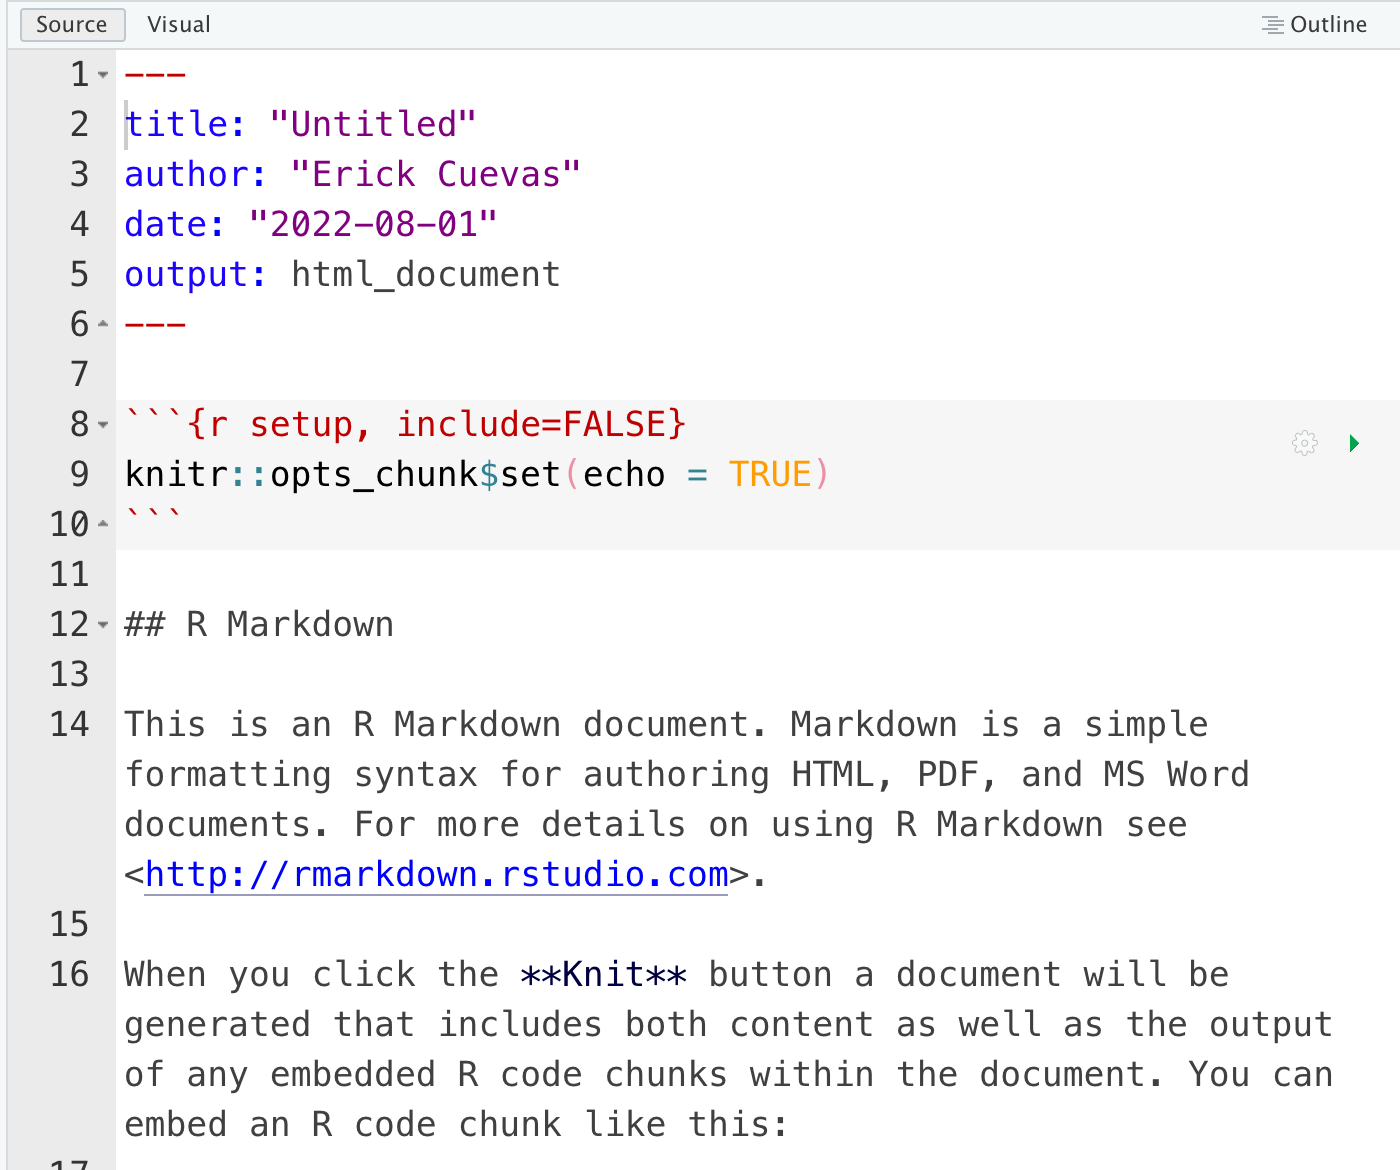 Source Visual Outline
1 ---
2 title: "Untitled"
3 author: "Erick Cuevas"
4 date: "2022-08-01"
5 output: html_document
6 ---
7
8 ```{r setup, include=FALSE}
9 knitr::opts_chunk$set(echo = TRUE)
10 ```
11
12 ## R Markdown
13
14 This is an R Markdown document. Markdown is a simple
formatting syntax for authoring HTML, PDF, and MS Word
documents. For more details on using R Markdown see
<http://rmarkdown.rstudio.com>.
15
16 When you click the **Knit** button a document will be
generated that includes both content as well as the output
of any embedded R code chunks within the document. You can
embed an R code chunk like this:
17